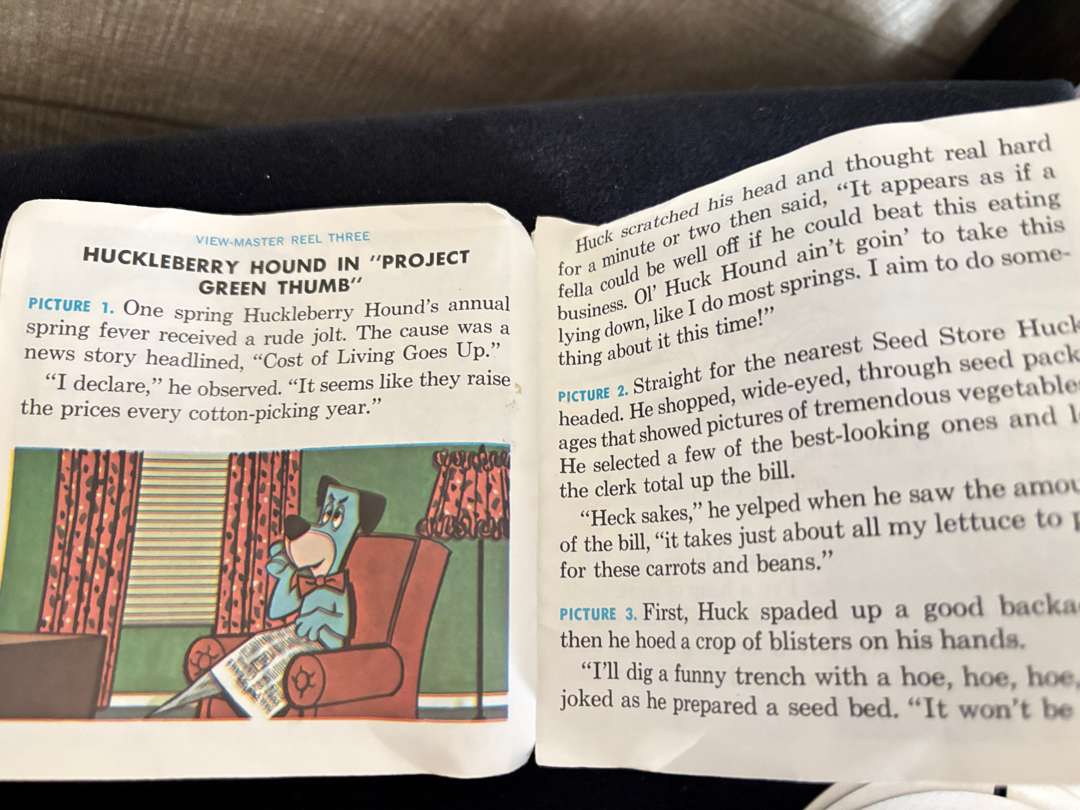 VIEW-MASTER REEL THREE
HUCKLEBERRY HOUND IN "PROJECT
GREEN THUMB"
PICTURE 1. One spring Huckleberry Hound's annual
spring fever received a rude jolt. The cause was a
news story headlined, "Cost of Living Goes Up."
"I declare," he observed. "It seems like they raise
the prices every cotton-picking year."
Huck scratched his head and thought real hard
for a minute or two then said, "It appears as if a
fella could be well off if he could beat this eating
business. Ol' Huck Hound ain't goin' to take this
lying down, like I do most springs. I aim to do some-
thing about it this time!"
PICTURE 2. Straight for the nearest Seed Store Huck
headed. He shopped, wide-eyed, through seed pack
ages that showed pictures of tremendous vegetables
He selected a few of the best-looking ones and
the clerk total up the bill.
"Heck sakes," he yelped when he saw the
of the bill, "it takes just about all my lettuce to
for these carrots and beans."
PICTURE 3. First, Huck spaded up a good
then he hoed a crop of blisters on his hands.
"I'll dig a funny trench with a hoe, hoe, hoe,
joked as he prepared a seed bed. "It won't be